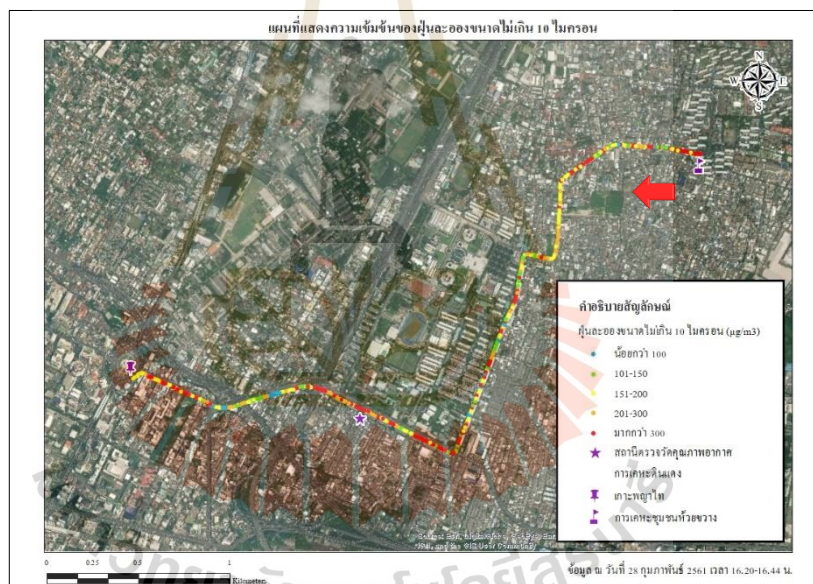 แผนที่แสดงความเข้มข้นของฝุ่นละอองขนาดไม่เกิน 10 ไมครอน
N
W E
S
คำอธิบายสัญลักษณ์
ฝุ่นละอองขนาดไม่เกิน 10 ไมครอน (µg/m3)
น้อยกว่า 100
101-150
151-200
201-300
มากกว่า 300
สถานีตรวจวัดคุณภาพอากาศ
การเคหะดินแดง
เกาะพญาไท
การเคหะชุมชนห้วยขวาง
GIS User Community
0 0.5 1
Kilometers
ข้อมูล ณ วันที่ 28 กุมภาพันธ์ 2561 เวลา 16.20-16.44 น.